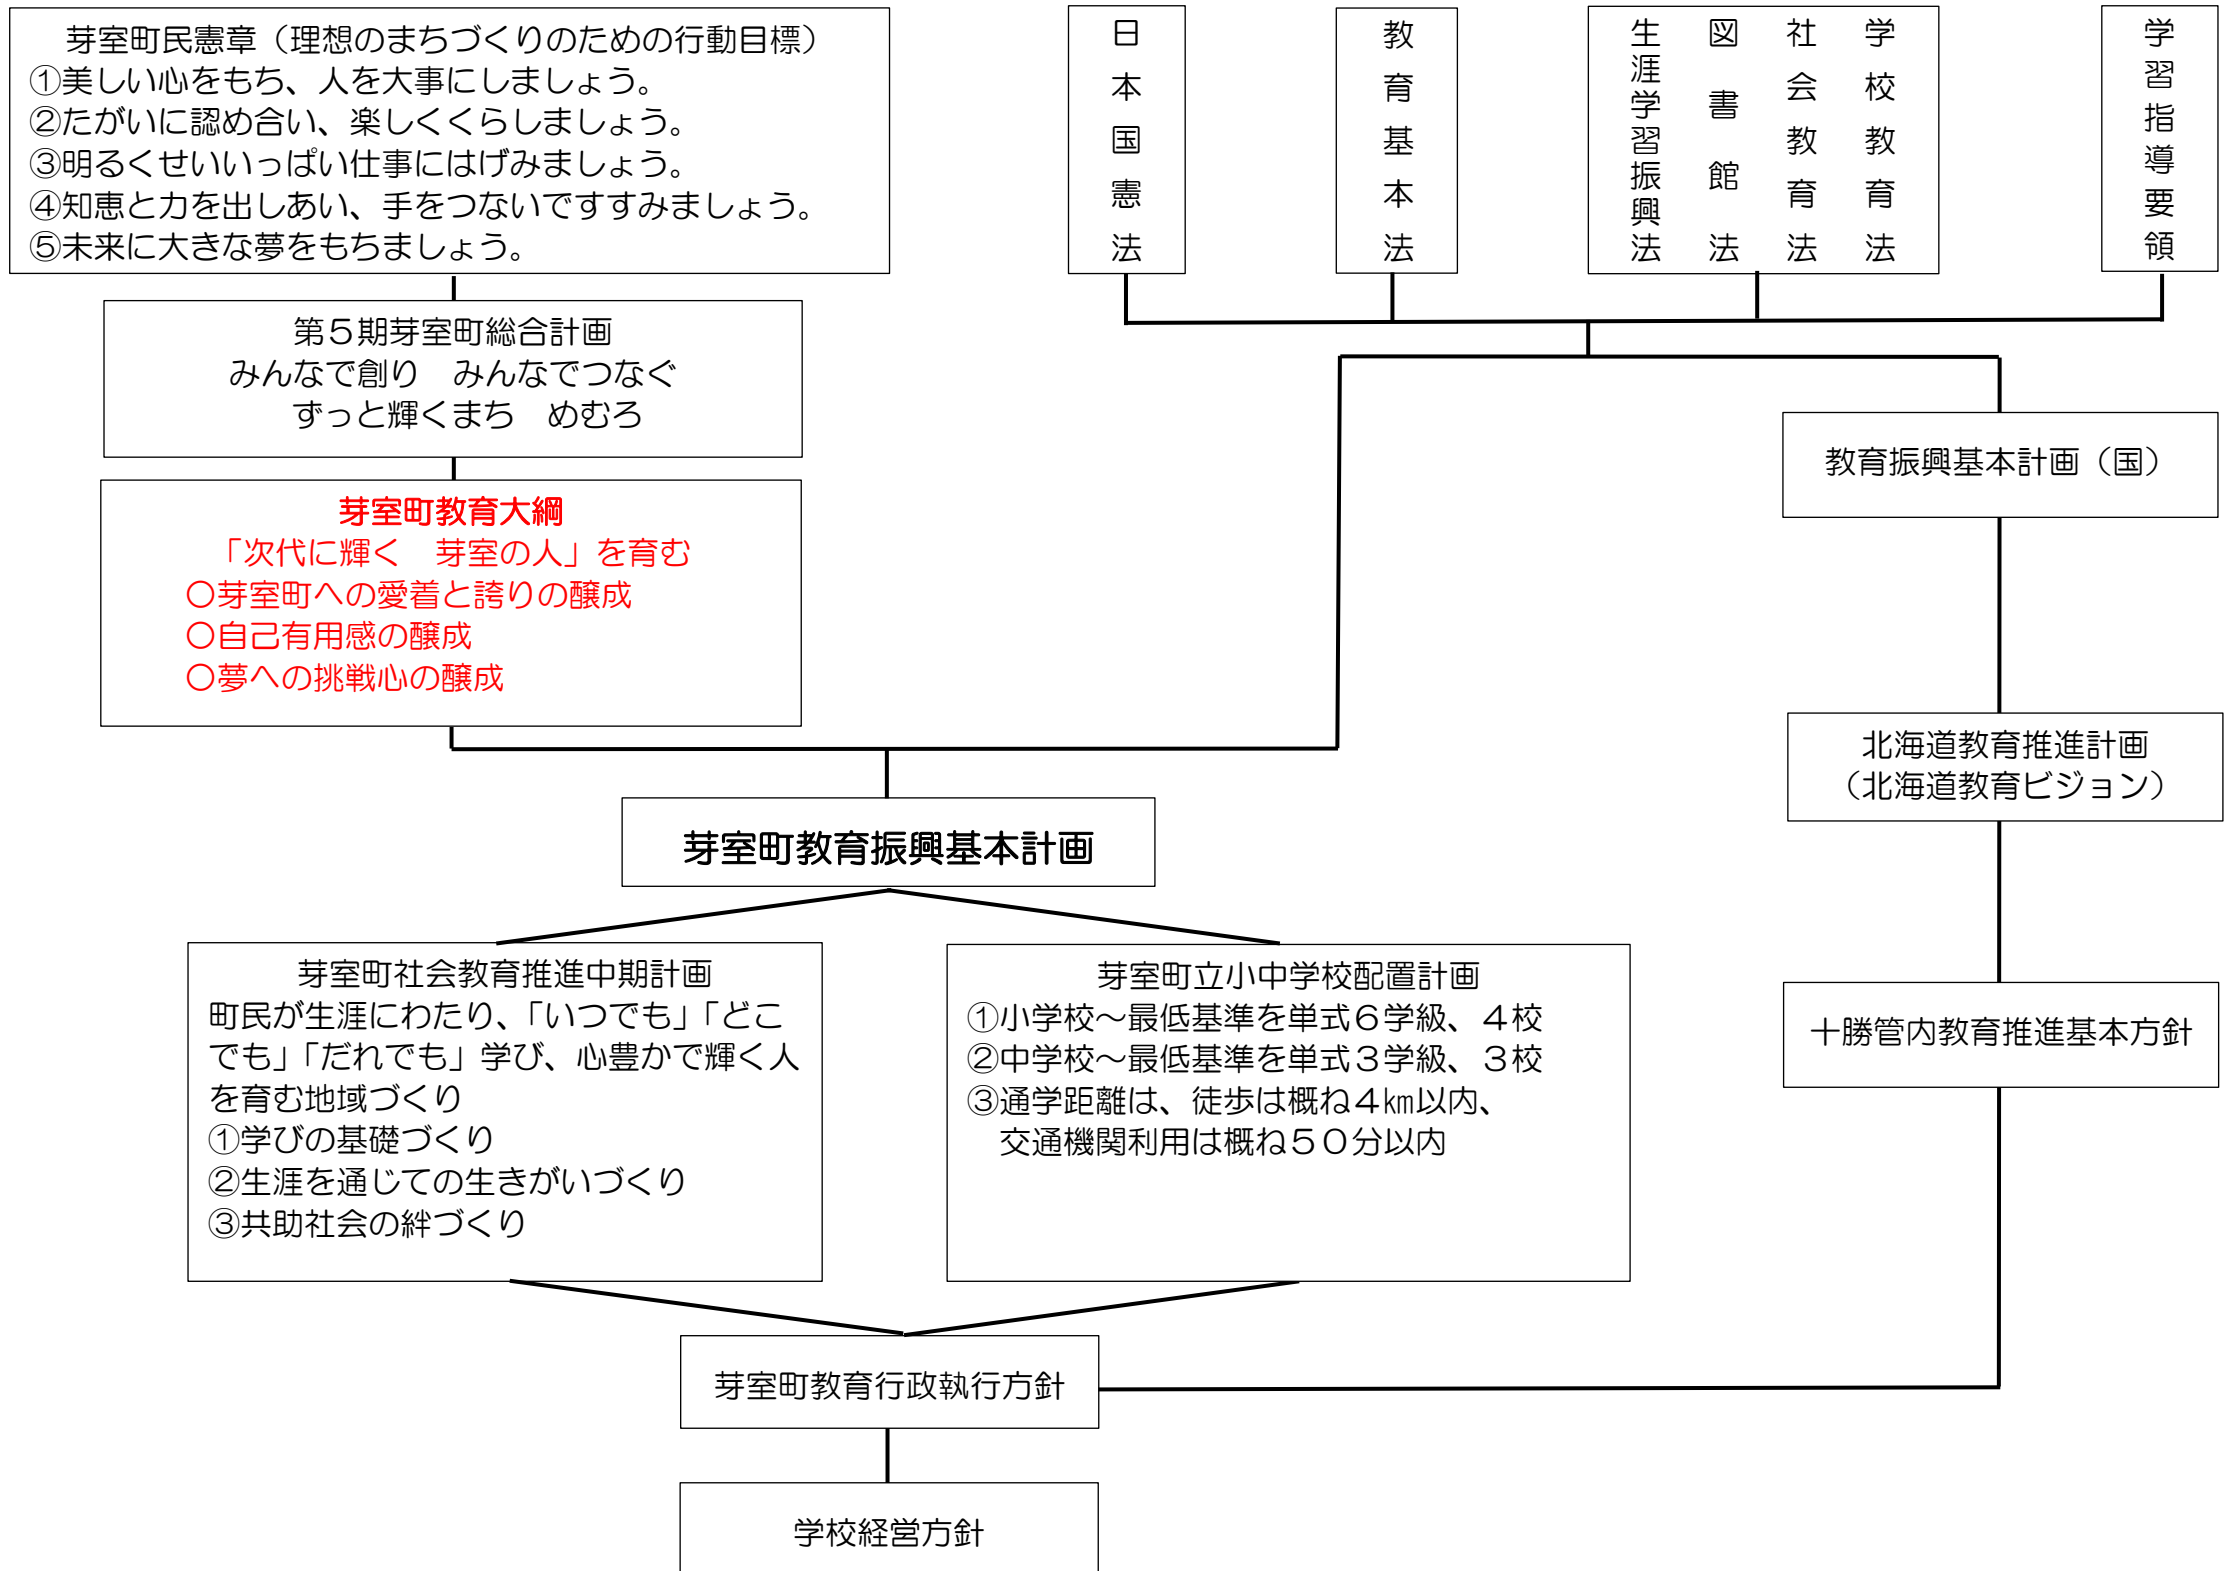 芽室町民憲章（理想のまちづくりのための行動目標）
①美しい心をもち、人を大事にしましょう。
②たがいに認め合い、楽しくくらしましょう。
③明るくせいいっぱい仕事にはげみましょう。
④知恵と力を出しあい、手をつないですすみましょう。
⑤未来に大きな夢をもちましょう。
日本国憲法
教育基本法
学校教育法
社会教育法
図書館法
生涯学習振興法
学習指導要領
第５期芽室町総合計画
みんなで創り　みんなでつなぐ
ずっと輝くまち　めむろ
教育振興基本計画（国）
芽室町教育大綱
「次代に輝く　芽室の人」を育む
○芽室町への愛着と誇りの醸成
○自己有用感の醸成
○夢への挑戦心の醸成
北海道教育推進計画
（北海道教育ビジョン）
芽室町教育振興基本計画
芽室町社会教育推進中期計画
町民が生涯にわたり、「いつでも」「どこ
でも」「だれでも」学び、心豊かで輝く人
を育む地域づくり
①学びの基礎づくり
②生涯を通じての生きがいづくり
③共助社会の絆づくり
芽室町立小中学校配置計画
①小学校～最低基準を単式６学級、４校
②中学校～最低基準を単式３学級、３校
③通学距離は、徒歩は概ね４㎞以内、
交通機関利用は概ね５０分以内
十勝管内教育推進基本方針
芽室町教育行政執行方針
学校経営方針